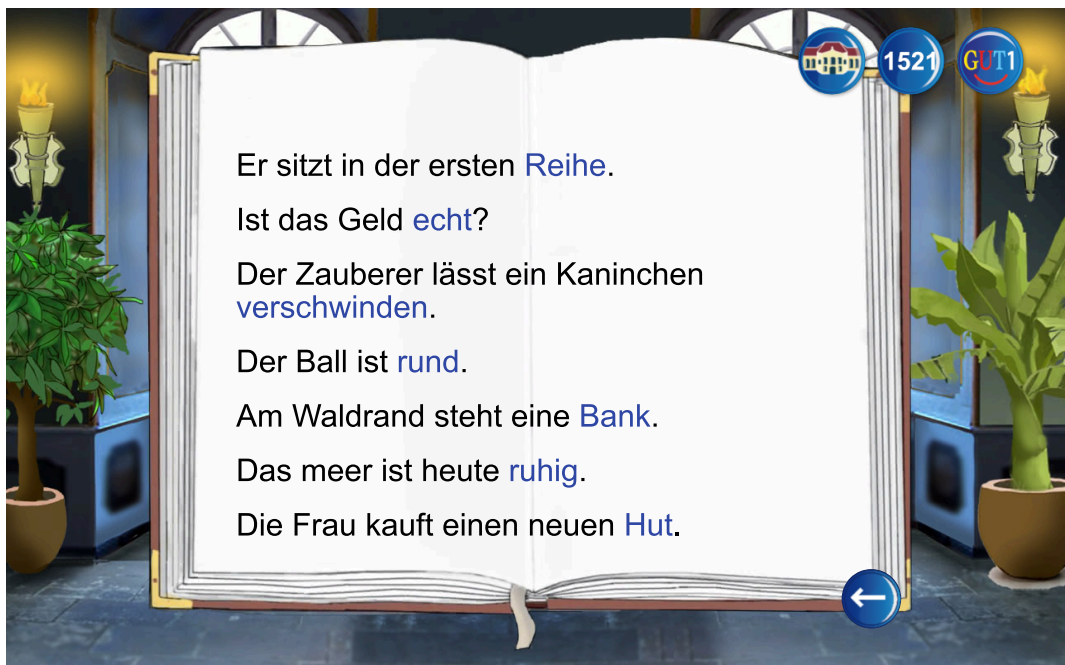 1521
GUT1
Er sitzt in der ersten Reihe.
Ist das Geld echt?
Der Zauberer lässt ein Kaninchen
verschwinden.
Der Ball ist rund.
Am Waldrand steht eine Bank.
Das meer ist heute ruhig.
Die Frau kauft einen neuen Hut.